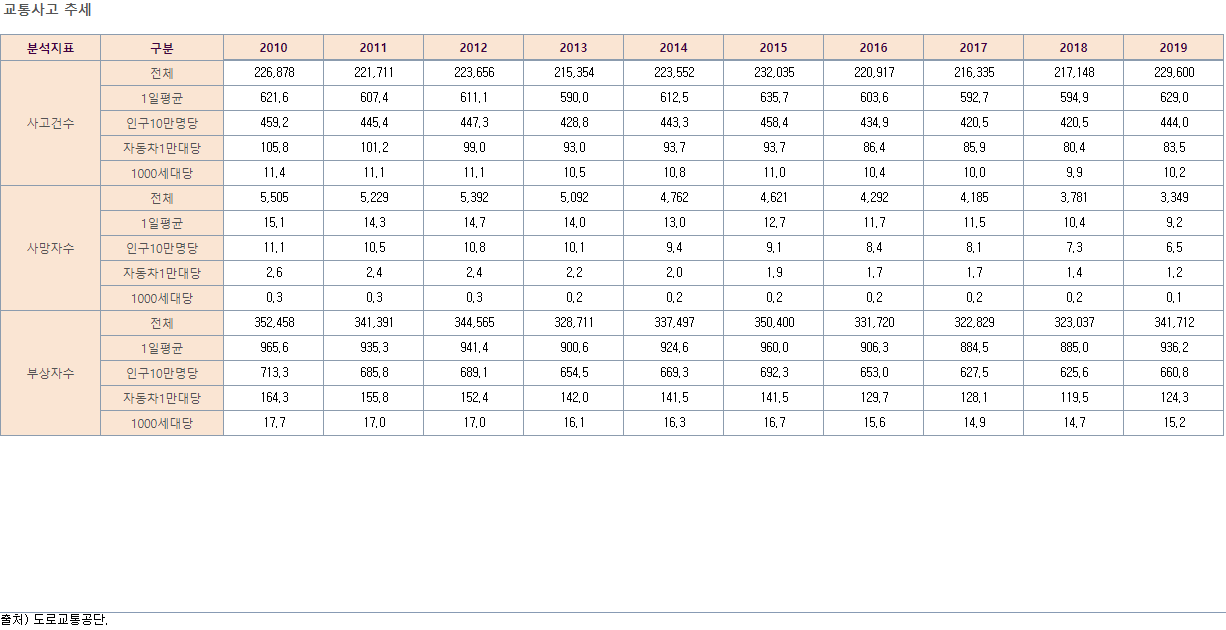 교통사고 추세
분석지표 구분 2010 2011 2012 2013 2014 2015 2016 2017 2018 2019
사고건수 전체 226,878 221,711 223,656 215,354 223,552 232,035 220,917 216,335 217,148 229,600
1일평균 621.6 607.4 611.1 590.0 612.5 635.7 603.6 592.7 594.9 629.0
인구10만명당 459.2 445.4 447.3 428.8 443.3 458.4 434.9 420.5 420.5 444.0
자동차1만대당 105.8 101.2 99.0 93.0 93.7 93.7 86.4 85.9 80.4 83.5
1000세대당 11.4 11.1 11.1 10.5 10.8 11.0 10.4 10.0 9.9 10.2
사망자수 전체 5,505 5,229 5,392 5,092 4,762 4,621 4,292 4,185 3,781 3,349
1일평균 15.1 14.3 14.7 14.0 13.0 12.7 11.7 11.5 10.4 9.2
인구10만명당 11.1 10.5 10.8 10.1 9.4 9.1 8.4 8.1 7.3 6.5
자동차1만대당 2.6 2.4 2.4 2.2 2.0 1.9 1.7 1.7 1.4 1.2
1000세대당 0.3 0.3 0.3 0.2 0.2 0.2 0.2 0.2 0.2 0.1
부상자수 전체 352,458 341,391 344,565 328,711 337,497 350,400 331,720 322,829 323,037 341,712
1일평균 965.6 935.3 941.4 900.6 924.6 960.0 906.3 884.5 885.0 936.2
인구10만명당 713.3 685.8 689.1 654.5 669.3 692.3 653.0 627.5 625.6 660.8
자동차1만대당 164.3 155.8 152.4 142.0 141.5 141.5 129.7 128.1 119.5 124.3
1000세대당 17.7 17.0 17.0 16.1 16.3 16.7 15.6 14.9 14.7 15.2
출처) 도로교통공단.